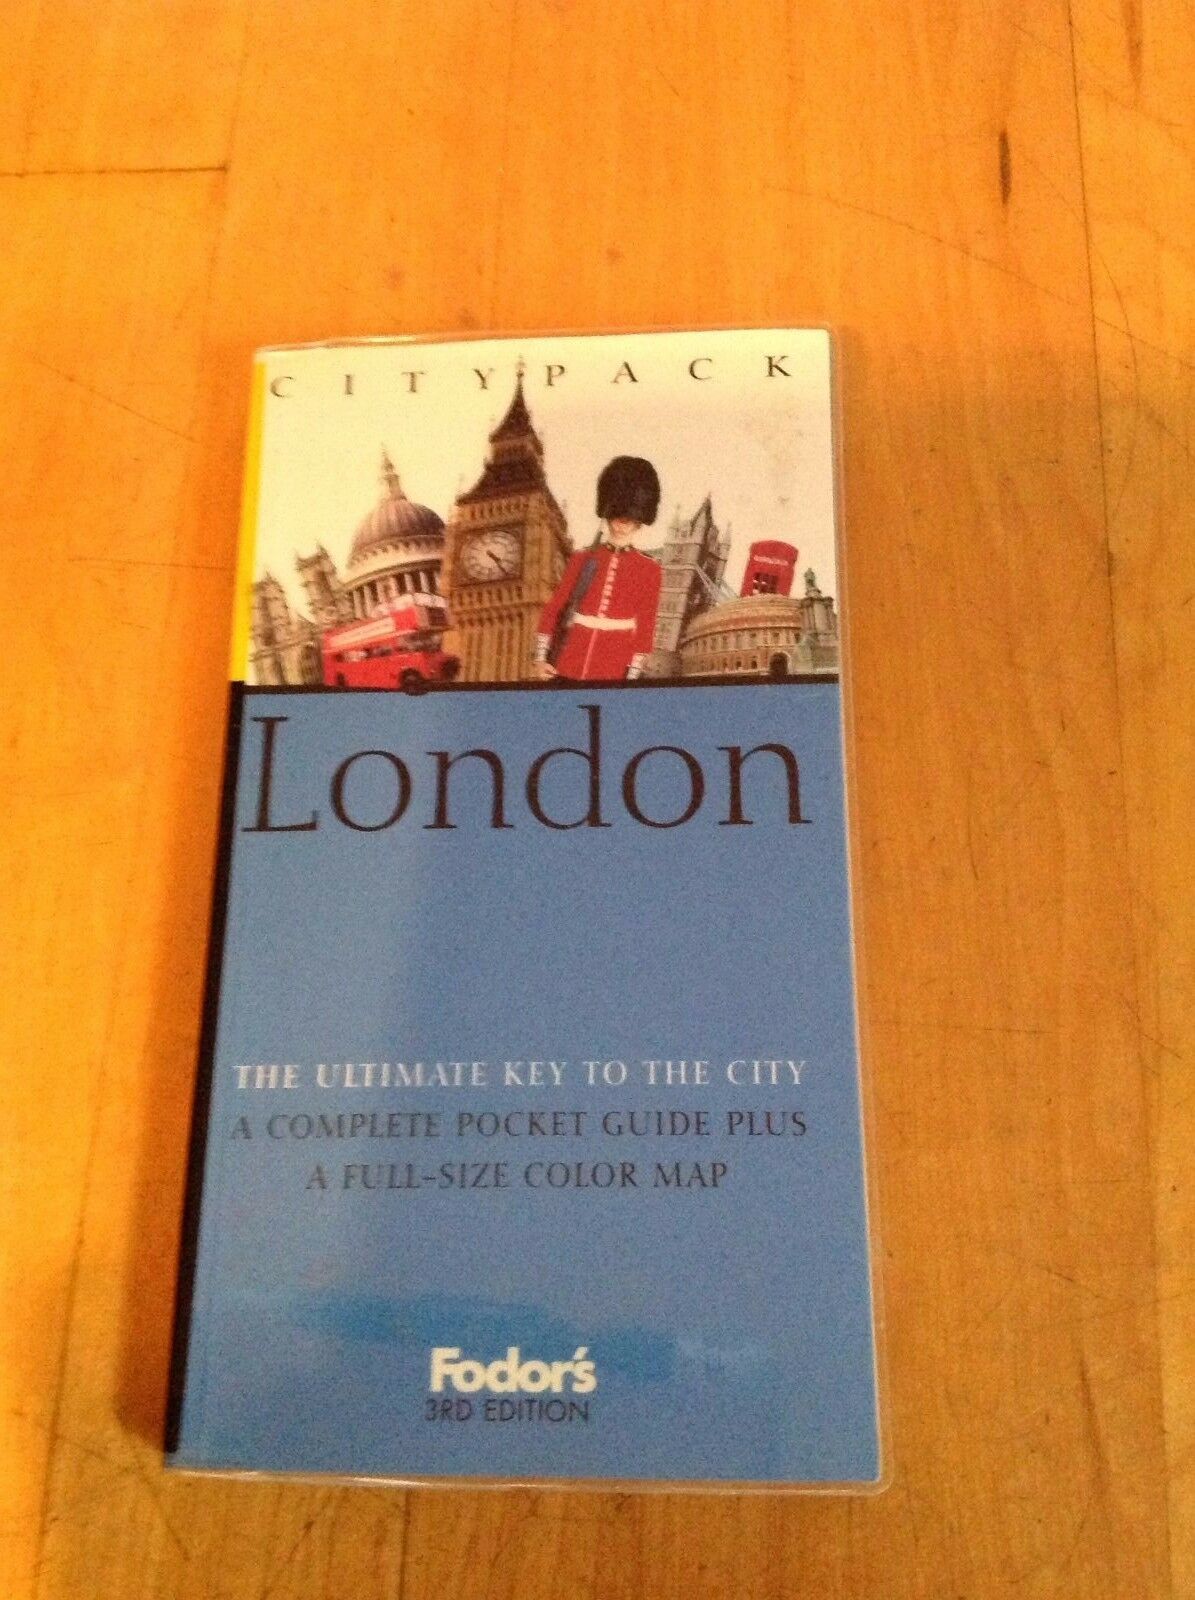 CITYPACK
London
THE ULTIMATE KEY TO THE CITY
A COMPLETE POCKET GUIDE PLUS
A FULL-SIZE COLOR MAP
Fodor's
3RD EDITION